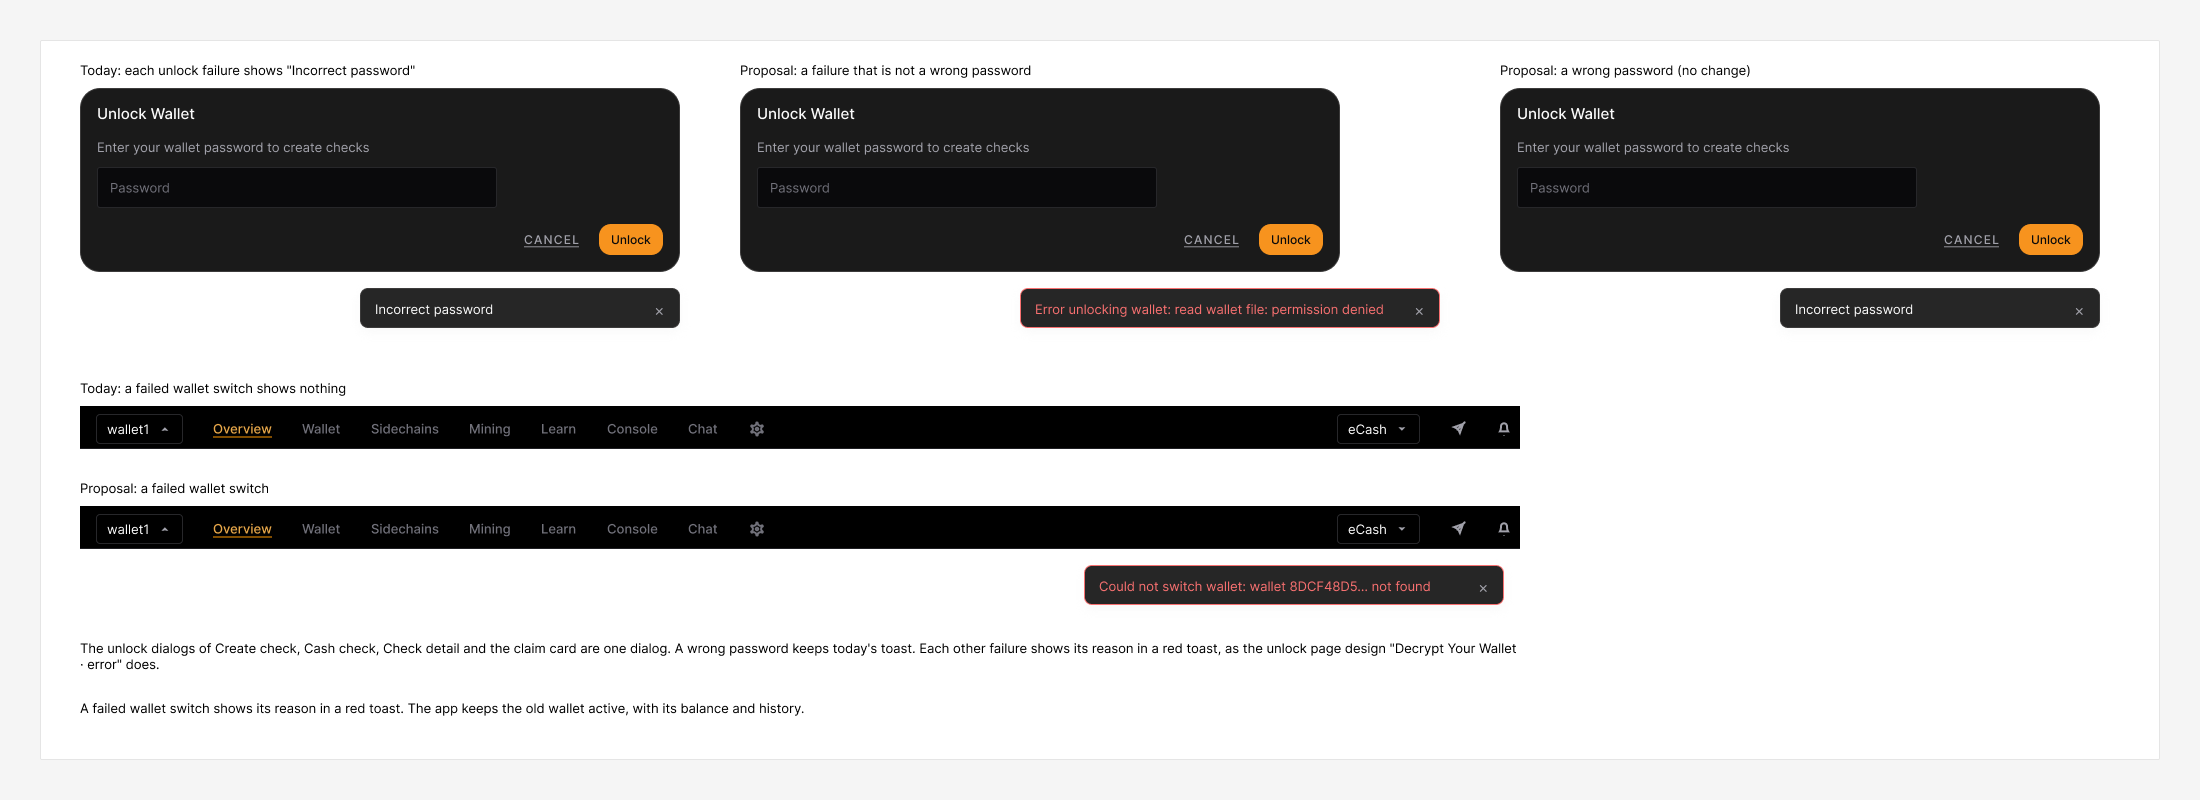 Today: each unlock failure shows "Incorrect password"
Unlock Wallet
Enter your wallet password to create checks
Password
CANCEL
Unlock
Incorrect password
×
Proposal: a failure that is not a wrong password
Unlock Wallet
Enter your wallet password to create checks
Password
CANCEL
Unlock
Error unlocking wallet: read wallet file: permission denied
×
Proposal: a wrong password (no change)
Unlock Wallet
Enter your wallet password to create checks
Password
CANCEL
Unlock
Incorrect password
×
Today: a failed wallet switch shows nothing
wallet1 Overview Wallet Sidechains Mining Learn Console Chat eCash
Proposal: a failed wallet switch
wallet1 Overview Wallet Sidechains Mining Learn Console Chat eCash
Could not switch wallet: wallet 8DCF48D5... not found
×
The unlock dialogs of Create check, Cash check, Check detail and the claim card are one dialog. A wrong password keeps today's toast. Each other failure shows its reason in a red toast, as the unlock page design "Decrypt Your Wallet
· error" does.
A failed wallet switch shows its reason in a red toast. The app keeps the old wallet active, with its balance and history.